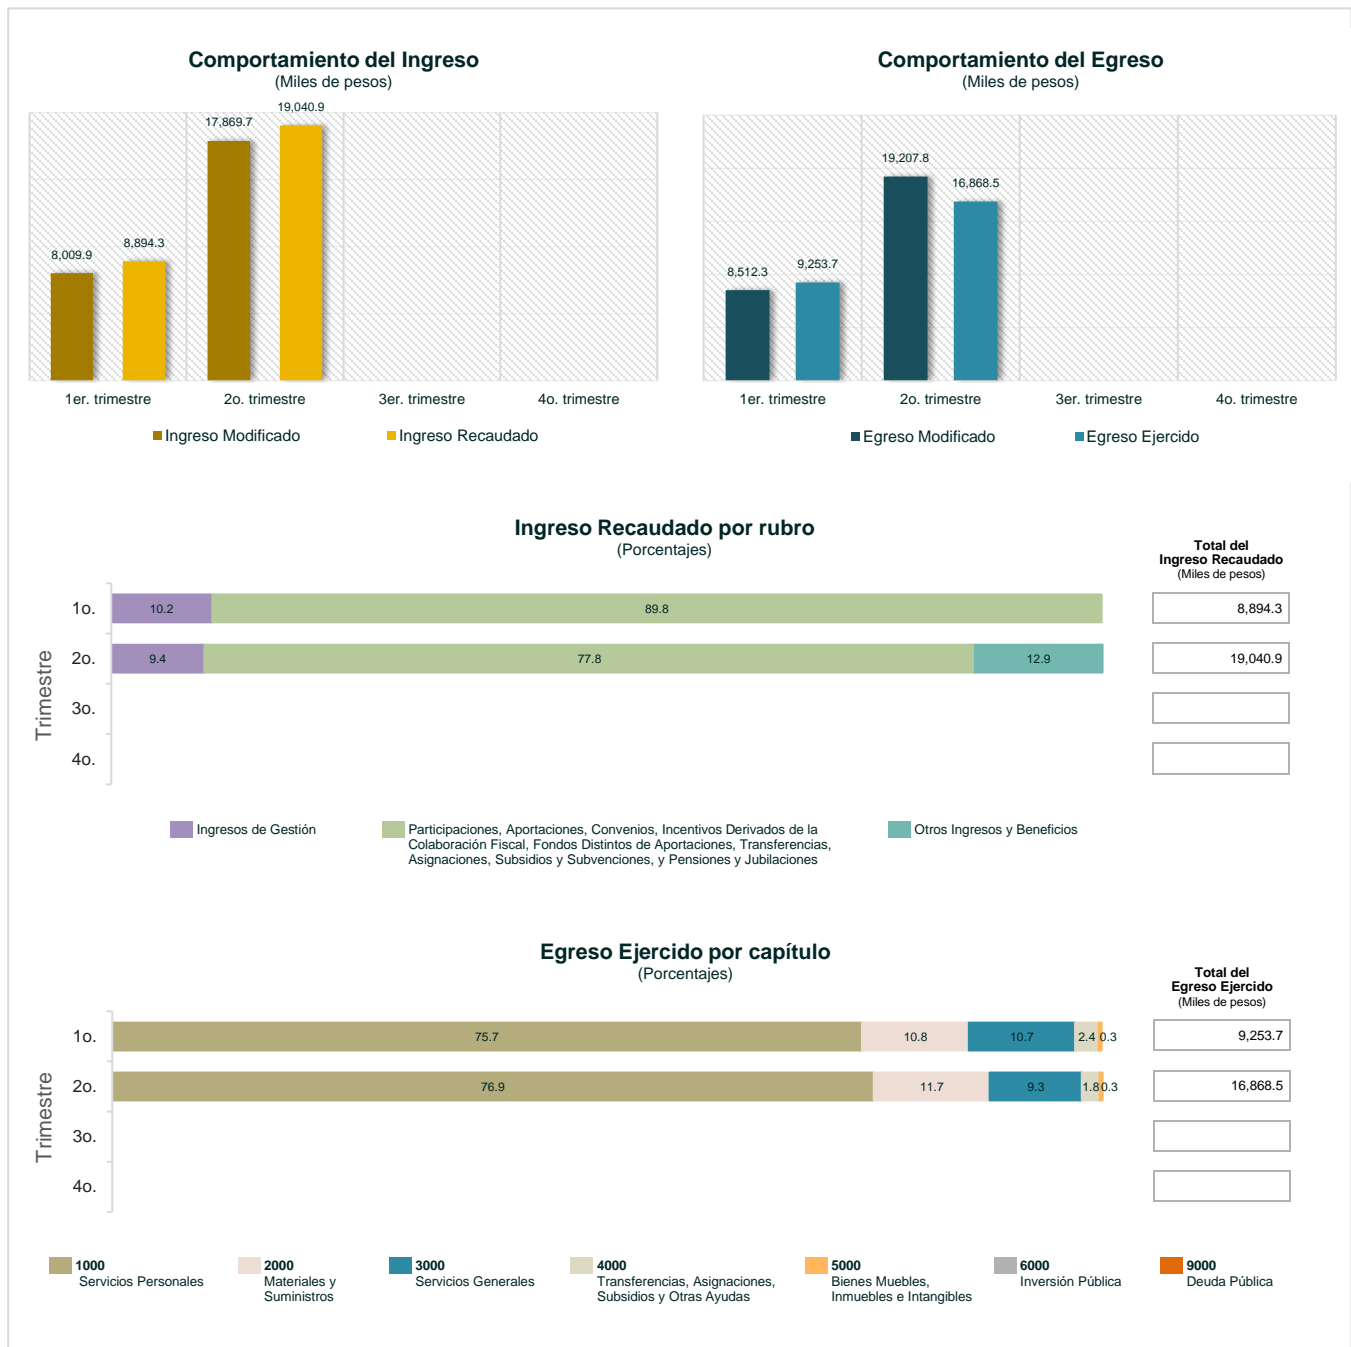 Comportamiento del Ingreso
(Miles de pesos)
8,009.9
8,894.3
17,869.7
19,040.9
1er. trimestre
2o. trimestre
3er. trimestre
4o. trimestre
Ingreso Modificado
Ingreso Recaudado
Comportamiento del Egreso
(Miles de pesos)
8,512.3
9,253.7
19,207.8
16,868.5
1er. trimestre
2o. trimestre
3er. trimestre
4o. trimestre
Egreso Modificado
Egreso Ejercido
Ingreso Recaudado por rubro
(Porcentajes)
Total del
Ingreso Recaudado
(Miles de pesos)
Trimestre
1o.
10.2
89.8
8,894.3
2o.
9.4
77.8
12.9
19,040.9
3o.
4o.
Ingresos de Gestión
Participaciones, Aportaciones, Convenios, Incentivos Derivados de la
Colaboración Fiscal, Fondos Distintos de Aportaciones, Transferencias,
Asignaciones, Subsidios y Subvenciones, y Pensiones y Jubilaciones
Otros Ingresos y Beneficios
Egreso Ejercido por capítulo
(Porcentajes)
Total del
Egreso Ejercido
(Miles de pesos)
Trimestre
1o.
75.7
10.8
10.7
2.4
0.3
9,253.7
2o.
76.9
11.7
9.3
1.8
0.3
16,868.5
3o.
4o.
1000
Servicios Personales
2000
Materiales y
Suministros
3000
Servicios Generales
4000
Transferencias, Asignaciones,
Subsidios y Otras Ayudas
5000
Bienes Muebles,
Inmuebles e Intangibles
6000
Inversión Pública
9000
Deuda Pública